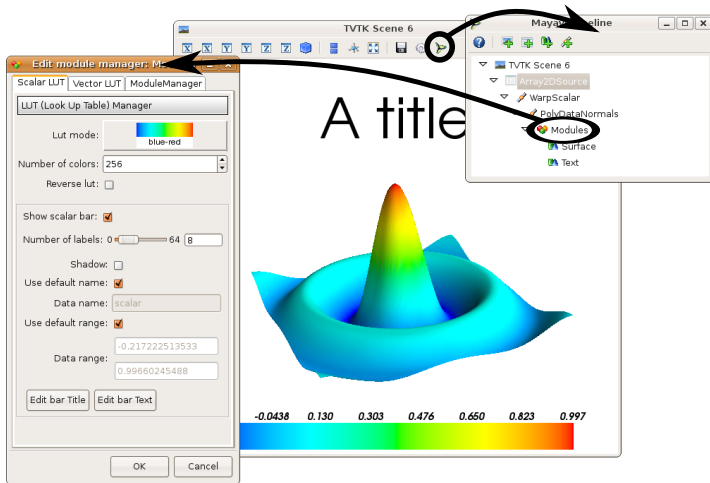 TVTK Scene 6
X X Y Y Z Z
A title
-0.0438 0.130 0.303 0.476 0.650 0.823 0.997
TVTK Scene 6
Array2DSource
WarpScalar
PolyDataNormals
Modules
Surface
Text
Edit module manager:
Scalar LUT Vector LUT ModuleManager
LUT (Look Up Table) Manager
Lut mode:
blue-red
Number of colors: 256
Reverse lut:
Show scalar bar:
Number of labels: 0 64 8
Shadow:
Use default name:
Data name: scalar
Use default range:
-0.217222513533
Data range:
0.99660245488
Edit bar Title Edit bar Text
OK Cancel